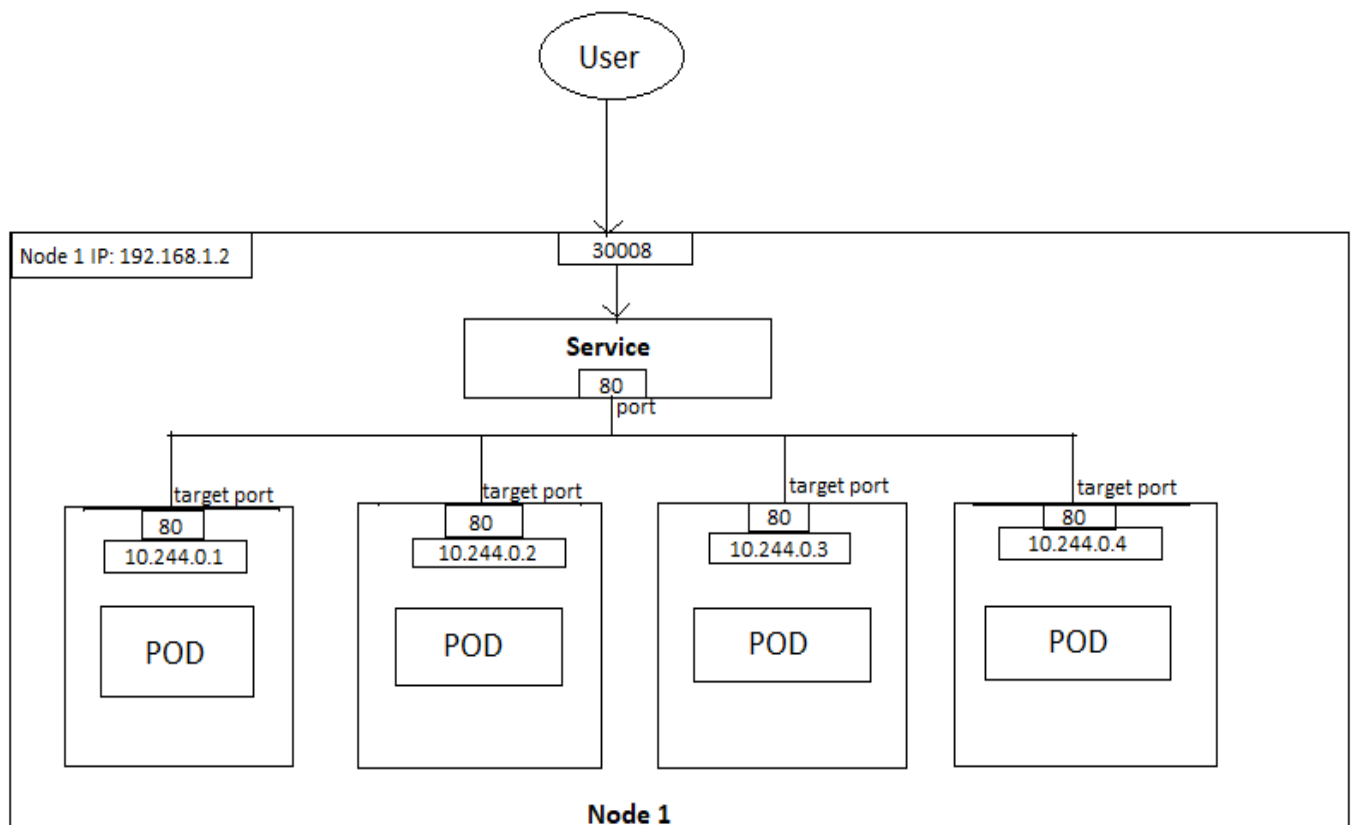 User
Node 1 IP: 192.168.1.2
30008
Service
80
port
target port
target port
target port
target port
80
80
80
80
10.244.0.1
10.244.0.2
10.244.0.3
10.244.0.4
POD
POD
POD
POD
Node 1